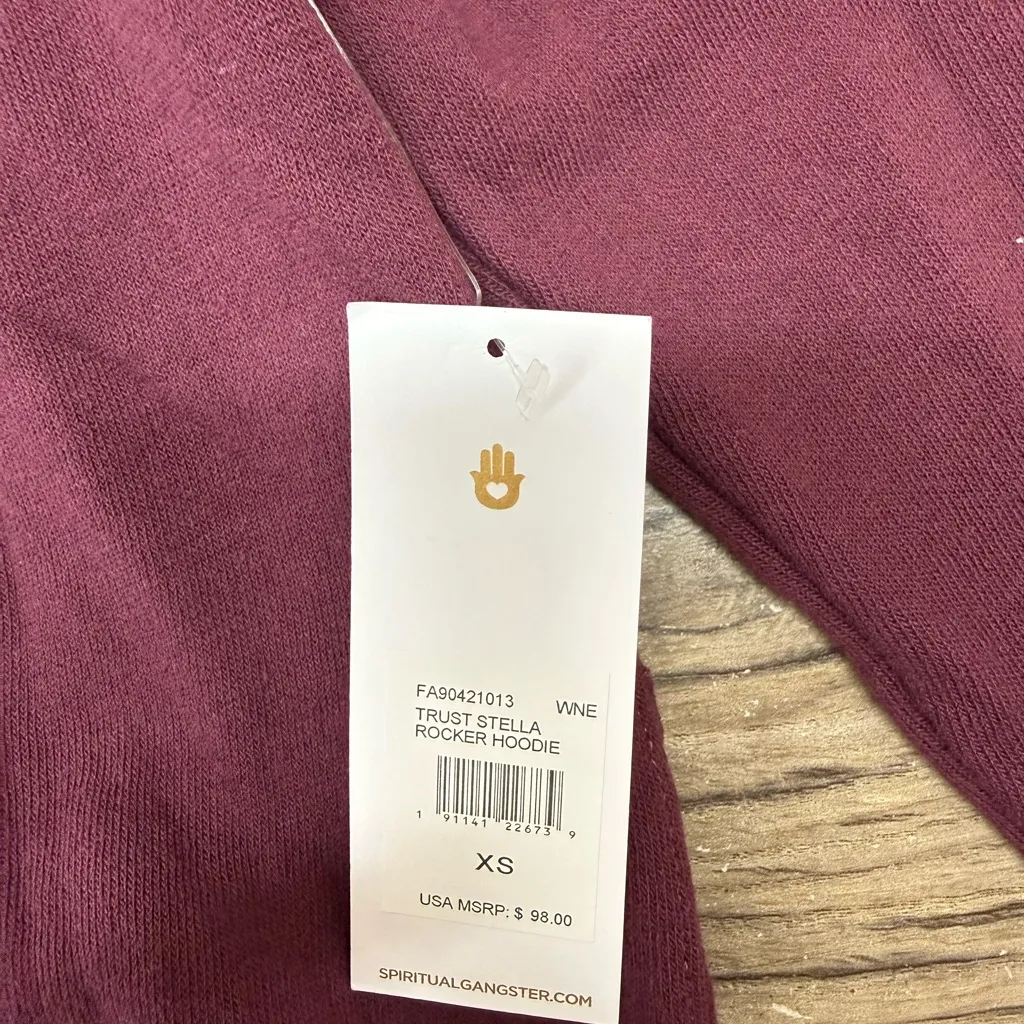 FA90421013 WNE
TRUST STELLA
ROCKER HOODIE
1 91141 22673 9
XS
USA MSRP: $ 98.00
SPIRITUALGANGSTER.COM